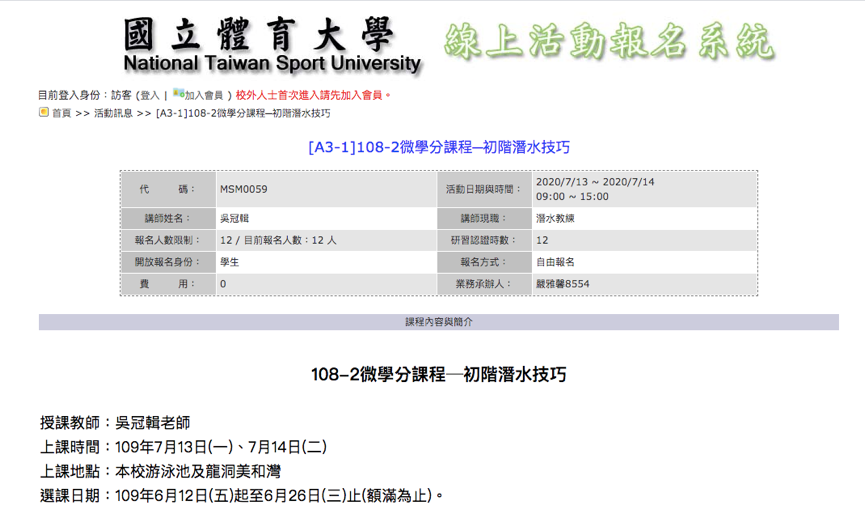 國立體育大學 線上活動報名系統
National Taiwan Sport University
目前登入身份：訪客 (登入 | 加入會員 ) 校外人士首次進入請先加入會員。
首頁 >> 活動訊息 >> [A3-1]108-2微學分課程─初階潛水技巧
[A3-1]108-2微學分課程─初階潛水技巧
代 碼： MSM0059 活動日期與時間： 2020/7/13 ~ 2020/7/14
09:00 ~ 15:00
講師姓名： 吳冠輯 講師現職： 潛水教練
報名人數限制： 12 / 目前報名人數：12 人 研習認證時數： 12
開放報名身份： 學生 報名方式： 自由報名
費 用： 0 業務承辦人： 嚴雅馨8554
課程內容與簡介
108-2微學分課程─初階潛水技巧
授課教師：吳冠輯老師
上課時間：109年7月13日(一)、7月14日(二)
上課地點：本校游泳池及龍洞美和灣
選課日期：109年6月12日(五)起至6月26日(三)止(額滿為止)。